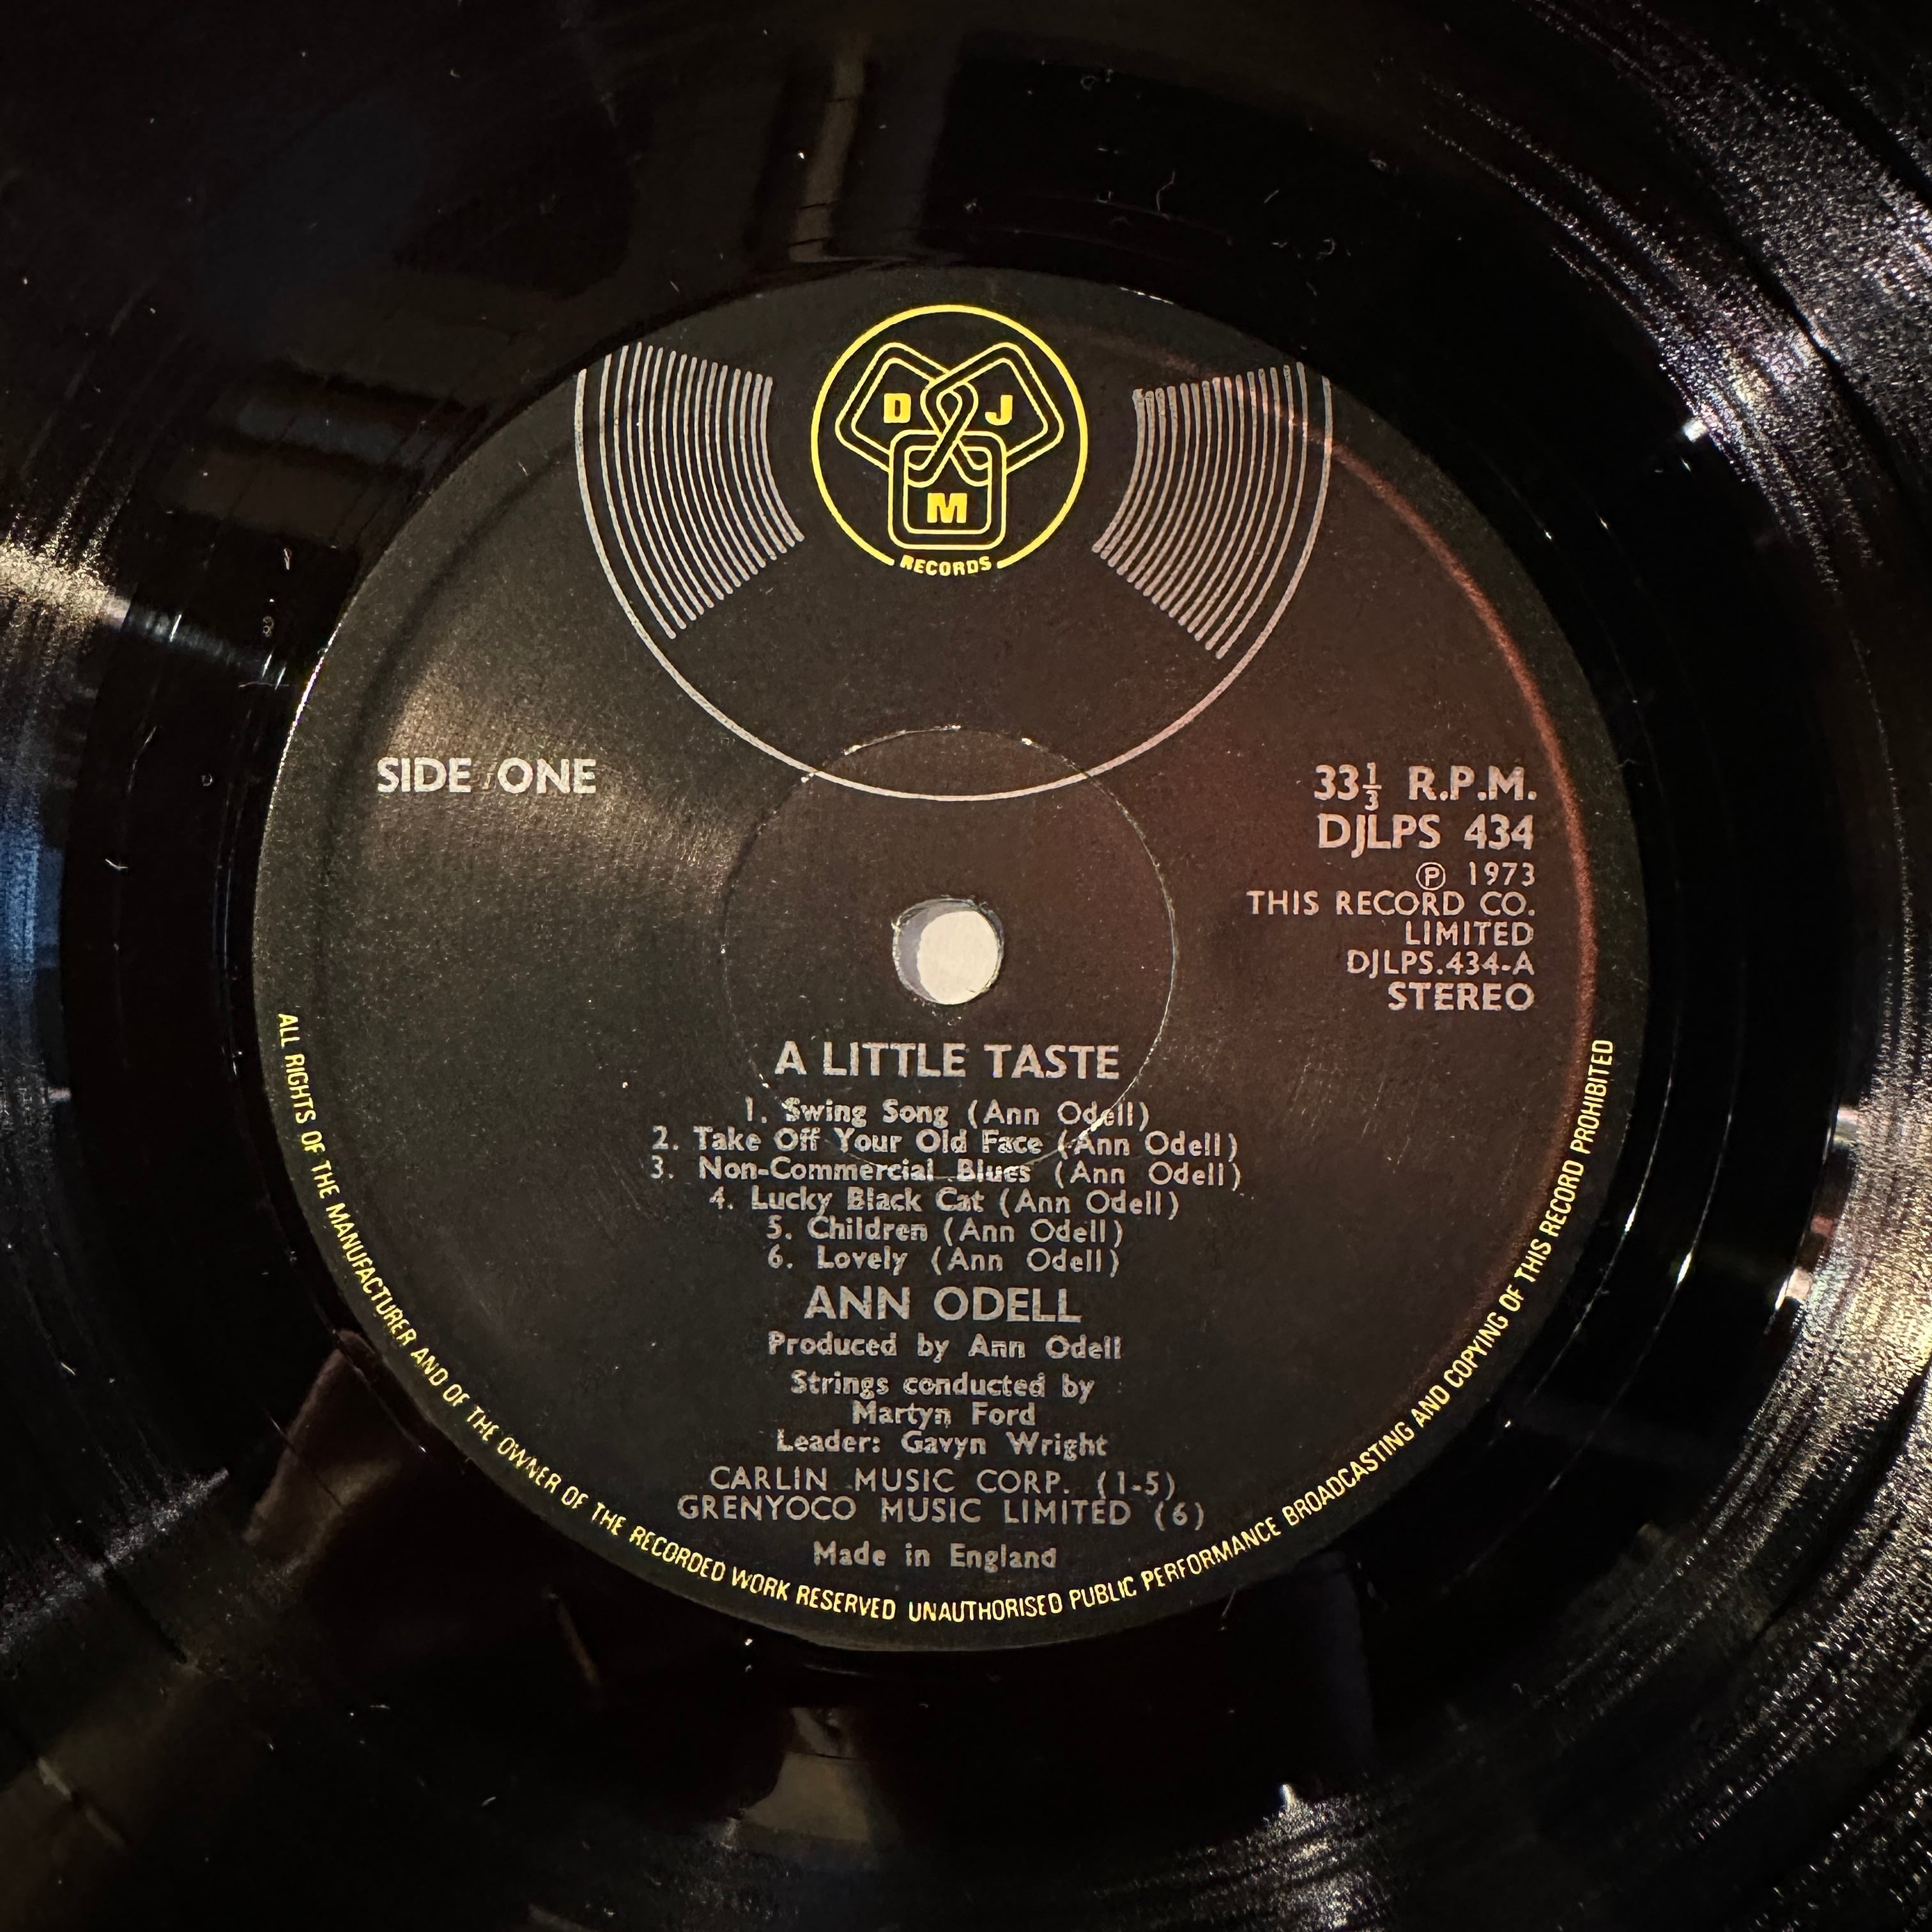 D J
M
RECORDS
SIDE ONE
33⅓ R.P.M.
DJLPS 434
Ⓟ 1973
THIS RECORD CO.
LIMITED
DJLPS.434-A
STEREO
A LITTLE TASTE
1. Swing Song (Ann Odell)
2. Take Off Your Old Face (Ann Odell)
3. Non-Commercial Blues (Ann Odell)
4. Lucky Black Cat (Ann Odell)
5. Children (Ann Odell)
6. Lovely (Ann Odell)
ANN ODELL
Produced by Ann Odell
Strings conducted by
Martyn Ford
Leader: Gavyn Wright
CARLIN MUSIC CORP. (1-5)
GRENYOCO MUSIC LIMITED (6)
Made in England
ALL RIGHTS OF THE MANUFACTURER AND OF THE OWNER OF THE RECORDED WORK RESERVED UNAUTHORISED PUBLIC PERFORMANCE BROADCASTING AND COPYING OF THIS RECORD PROHIBITED